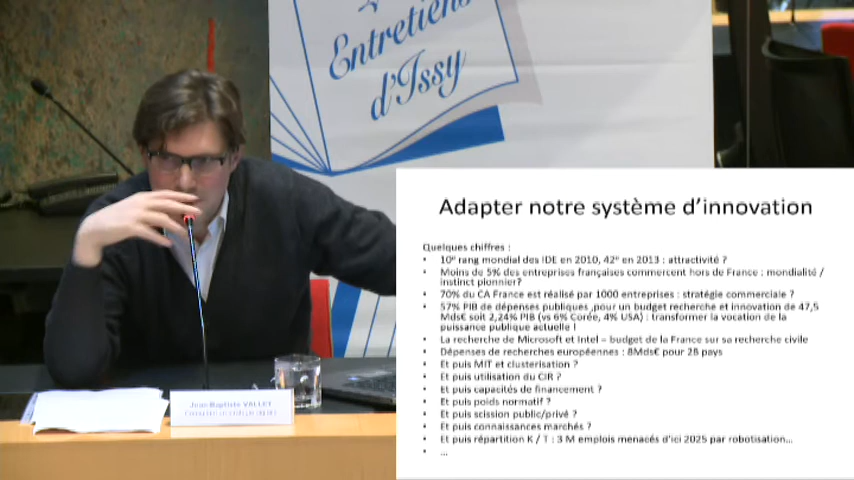 Entretiens
d'Issy
Adapter notre système d'innovation
Quelques chiffres :
• 10e rang mondial des IDE en 2010, 42e en 2013 : attractivité ?
• Moins de 5% des entreprises françaises commercent hors de France : mondialité /
instinct pionnier?
• 70% du CA France est réalisé par 1000 entreprises : stratégie commerciale ?
• 57% PIB de dépenses publiques ,pour un budget recherche et innovation de 47,5
Mds€ soit 2,24% PIB (vs 6% Corée, 4% USA) : transformer la vocation de la
puissance publique actuelle !
• La recherche de Microsoft et Intel = budget de la France sur sa recherche civile
• Dépenses de recherches européennes : 8Mds€ pour 28 pays
• Et puis MIT et clusterisation ?
• Et puis utilisation du CIR ?
• Et puis capacités de financement ?
• Et puis poids normatif ?
• Et puis scission public/privé ?
• Et puis connaissances marchés ?
• Et puis répartition K / T : 3 M emplois menacés d'ici 2025 par robotisation...
• ...
Jean-Baptiste VALLET